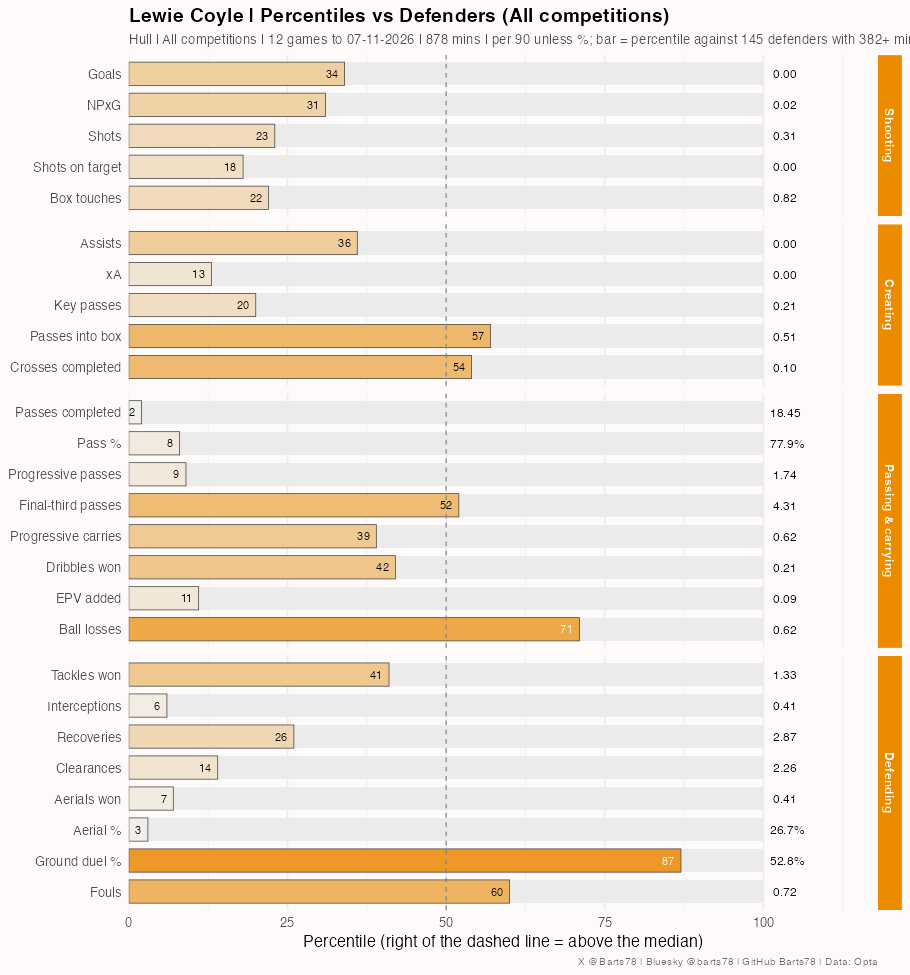 Lewie Coyle | Percentiles vs Defenders (All competitions)
Hull | All competitions | 12 games to 07-11-2026 | 878 mins | per 90 unless %; bar = percentile against 145 defenders with 382+
Goals 34 0.00
NPxG 31 0.02
Shots 23 0.31
Shots on target 18 0.00
Box touches 22 0.82
Shooting
Assists 36 0.00
xA 13 0.00
Key passes 20 0.21
Passes into box 57 0.51
Crosses completed 54 0.10
Creating
Passes completed 2 18.45
Pass % 8 77.9%
Progressive passes 9 1.74
Final-third passes 52 4.31
Progressive carries 39 0.62
Dribbles won 42 0.21
EPV added 11 0.09
Ball losses 71 0.62
Passing & carrying
Tackles won 41 1.33
Interceptions 6 0.41
Recoveries 26 2.87
Clearances 14 2.26
Aerials won 7 0.41
Aerial % 3 26.7%
Ground duel % 87 52.8%
Fouls 60 0.72
Defending
0 25 50 75 100
Percentile (right of the dashed line = above the median)
X @Barts78 | Bluesky @barts78 | GitHub Barts78 | Data: Opta